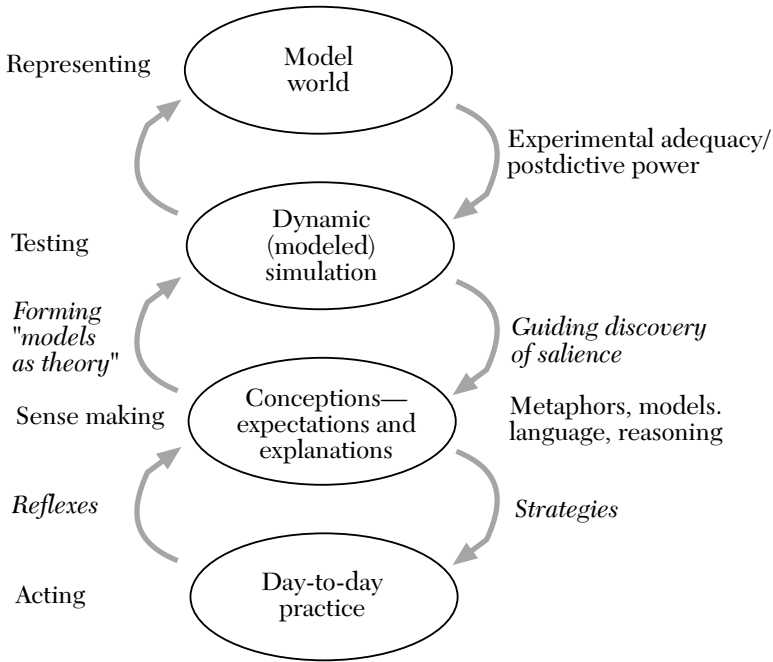 Representing
Model
world
Experimental adequacy/
postdictive power
Testing
Dynamic
(modeled)
simulation
Forming
"models
as theory"
Guiding discovery
of salience
Sense making
Conceptions—
expectations and
explanations
Metaphors, models.
language, reasoning
Reflexes
Strategies
Acting
Day-to-day
practice